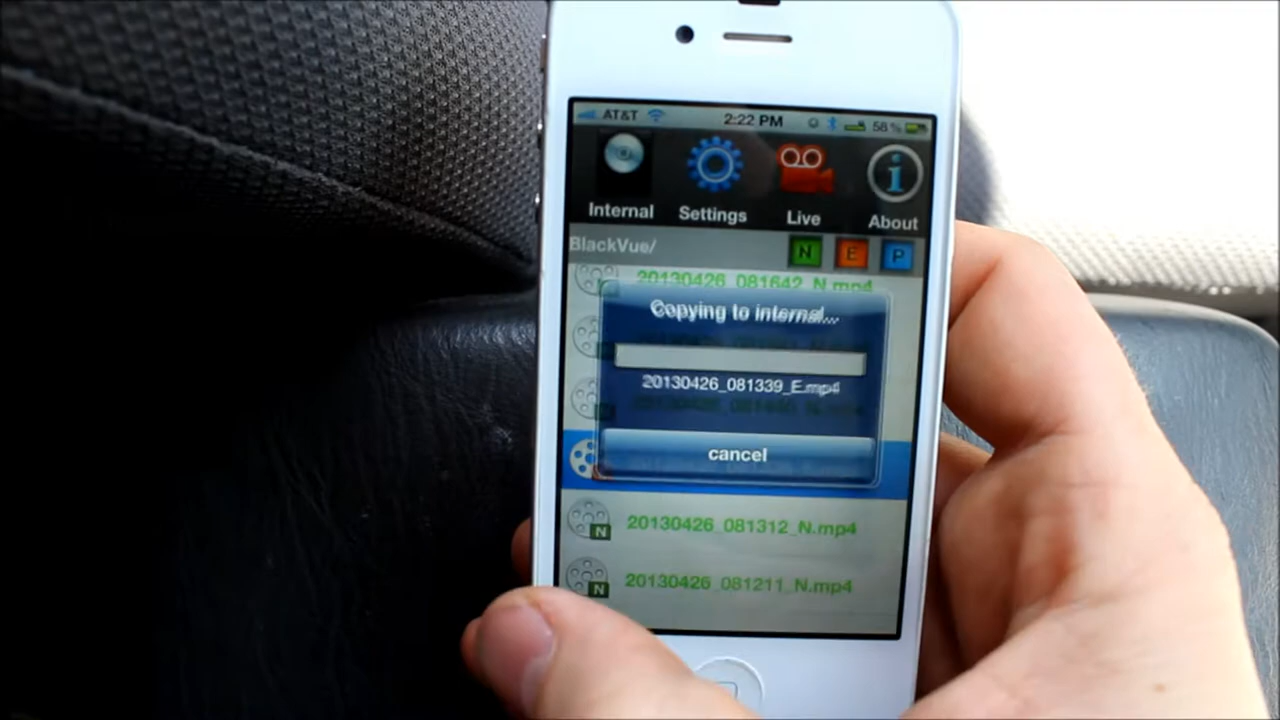 AT&T 2:22 PM 58%
Internal Settings Live About
BlackVue/ N E P
20130426_081642_N.mp4
Copying to internal...
20130426_081339_E.mp4
cancel
20130426_081312_N.mp4
N
20130426_081211_N.mp4
N